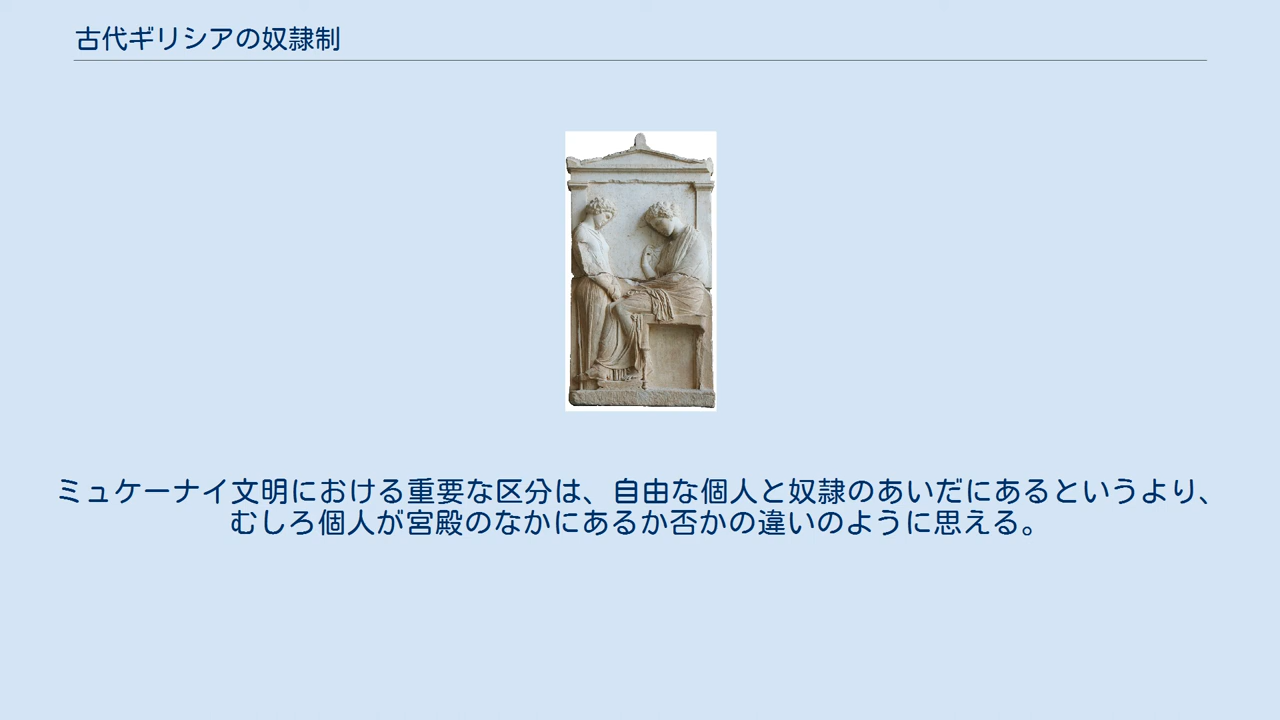 古代ギリシアの奴隷制
ミュケーナイ文明における重要な区分は、自由な個人と奴隷のあいだにあるというより、
むしろ個人が宮殿のなかにあるか否かの違いのように思える。